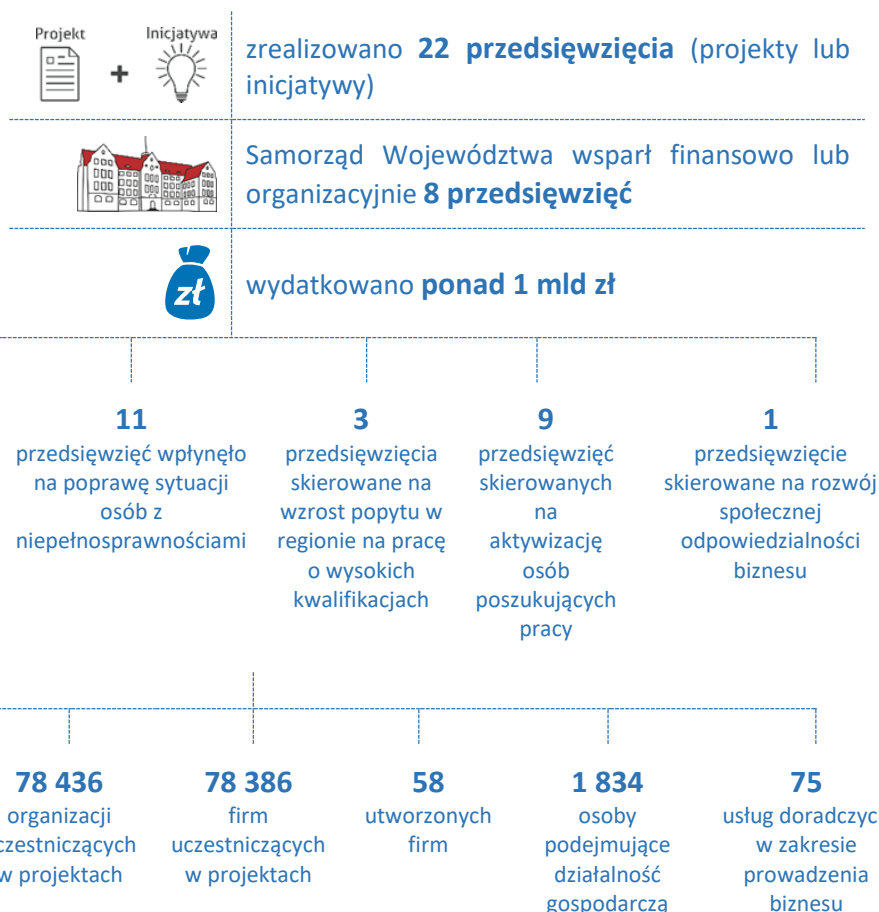 Projekt
Inicjatywa
+
zrealizowano 22 przedsięwzięcia (projekty lub
inicjatywy)
Samorząd Województwa wsparł finansowo lub
organizacyjnie 8 przedsięwzięć
zł
wydatkowano ponad 1 mld zł
11
przedsięwzięć wpłynęło
na poprawę sytuacji
osób z
niepełnosprawnościami
3
przedsięwzięcia
skierowane na
wzrost popytu w
regionie na pracę
o wysokich
kwalifikacjach
9
przedsięwzięć
skierowanych
na
aktywizację
osób
poszukujących
pracy
1
przedsięwzięcie
skierowane na rozwój
społecznej
odpowiedzialności
biznesu
78 436
organizacji
czestniczących
w projektach
78 386
firm
uczestniczących
w projektach
58
utworzonych
firm
1 834
osoby
podejmujące
działalność
gospodarczą
75
usług doradczyc
w zakresie
prowadzenia
biznesu